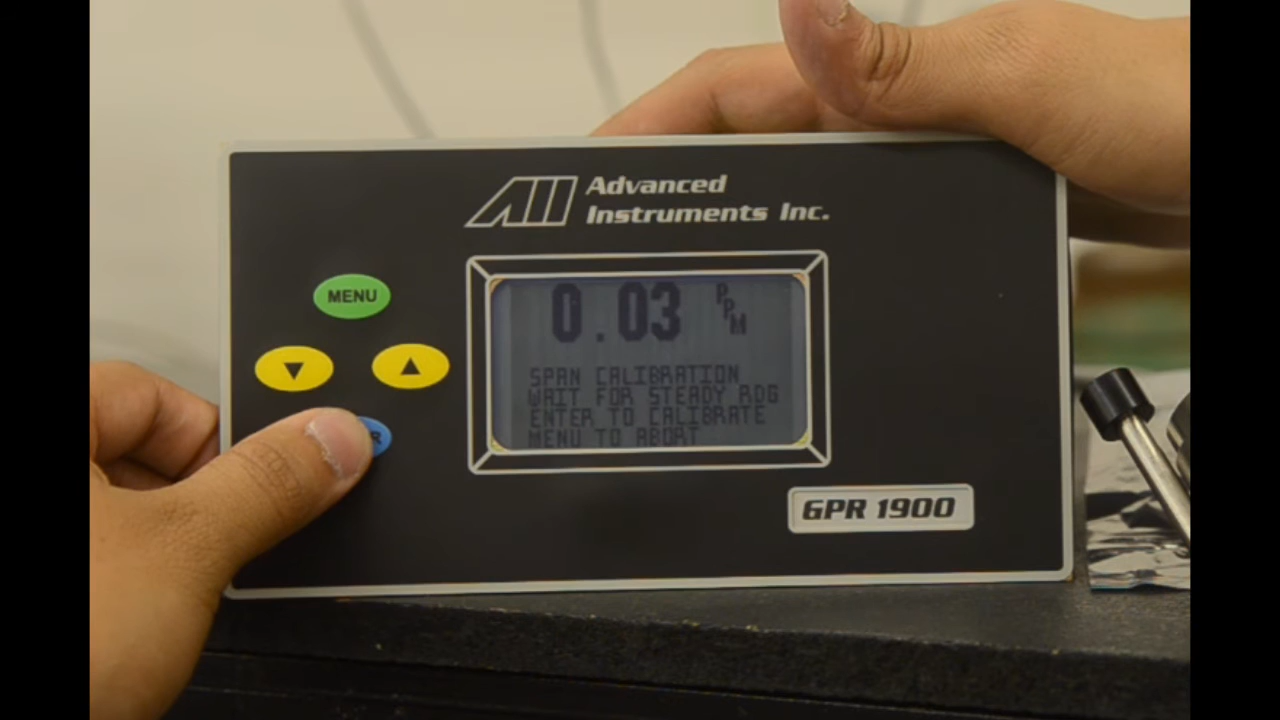 AII Advanced
Instruments Inc.
MENU
0.03 PPM
SPAN CALIBRATION
WAIT FOR STEADY RDG
ENTER TO CALIBRATE
MENU TO ABORT
GPR 1900